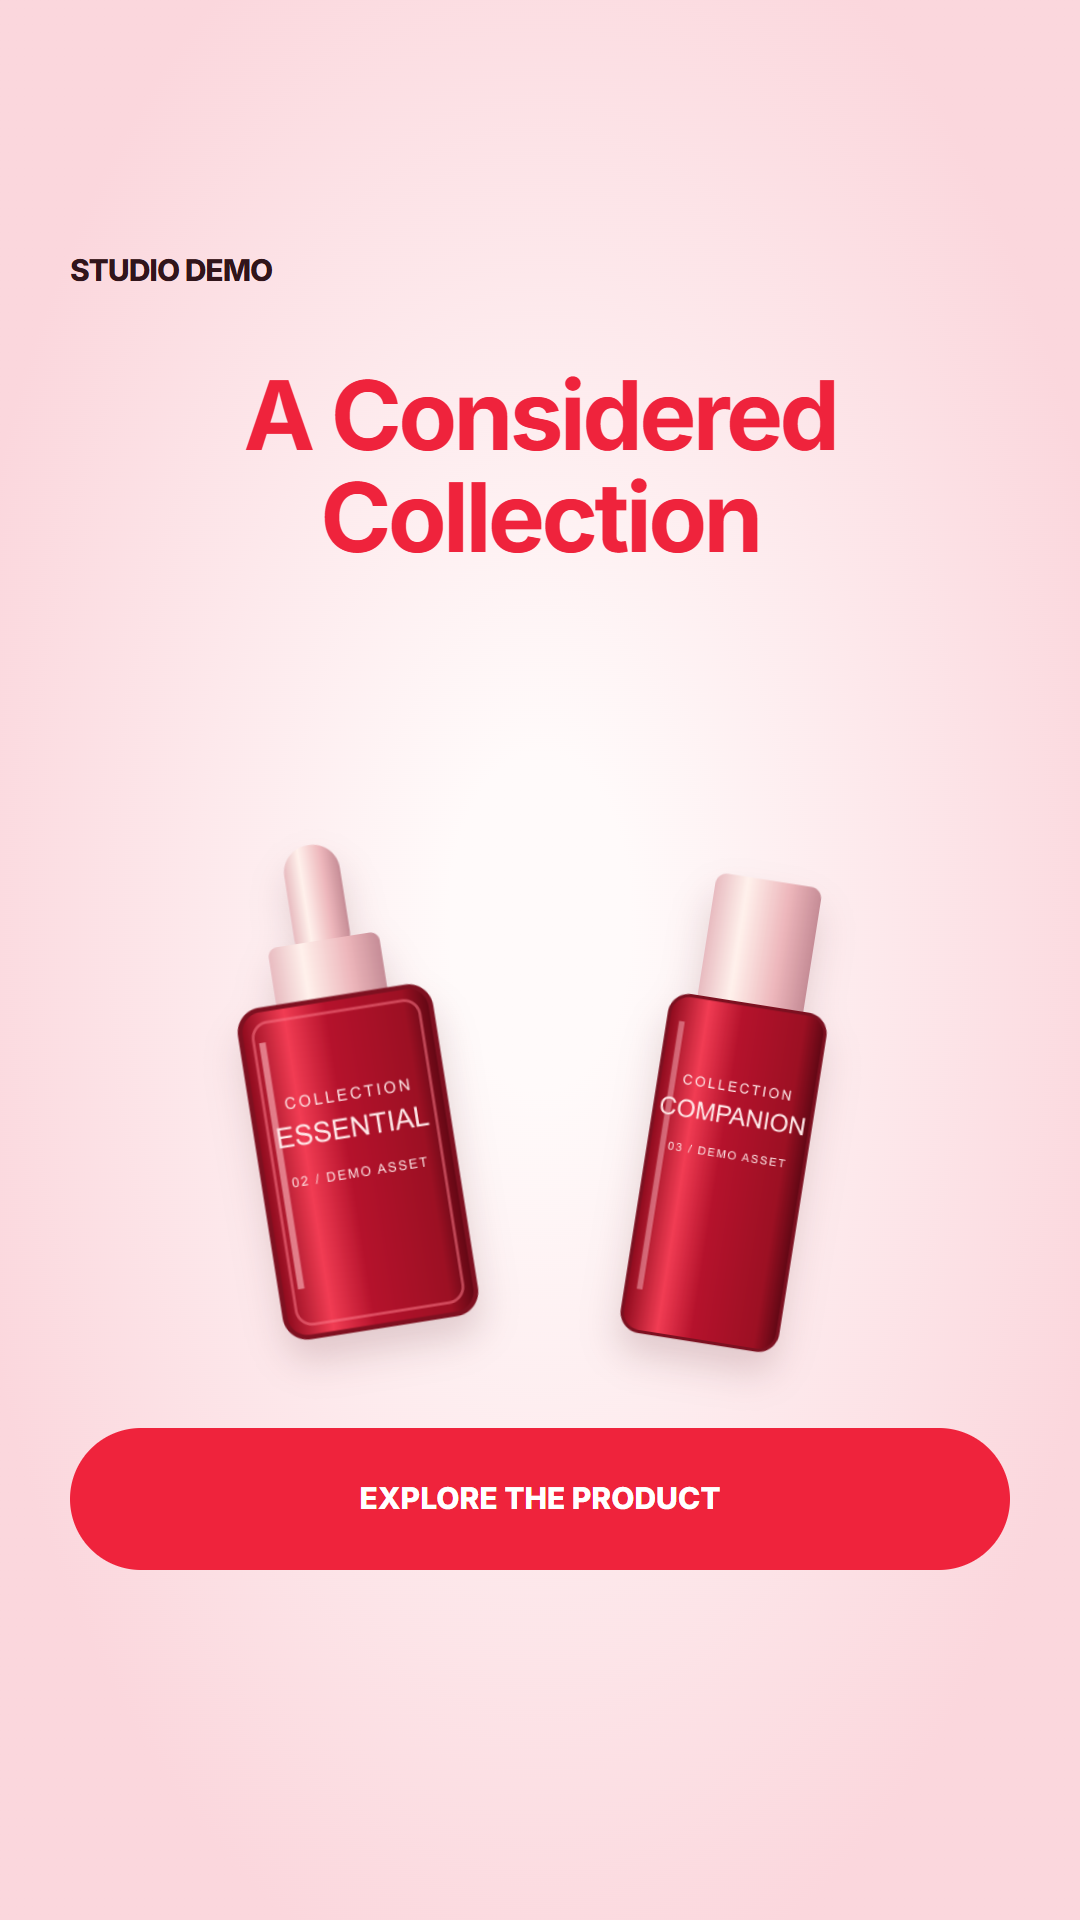 STUDIO DEMO
A Considered
Collection
COLLECTION
ESSENTIAL
02 / DEMO ASSET
COLLECTION
COMPANION
03 / DEMO ASSET
EXPLORE THE PRODUCT